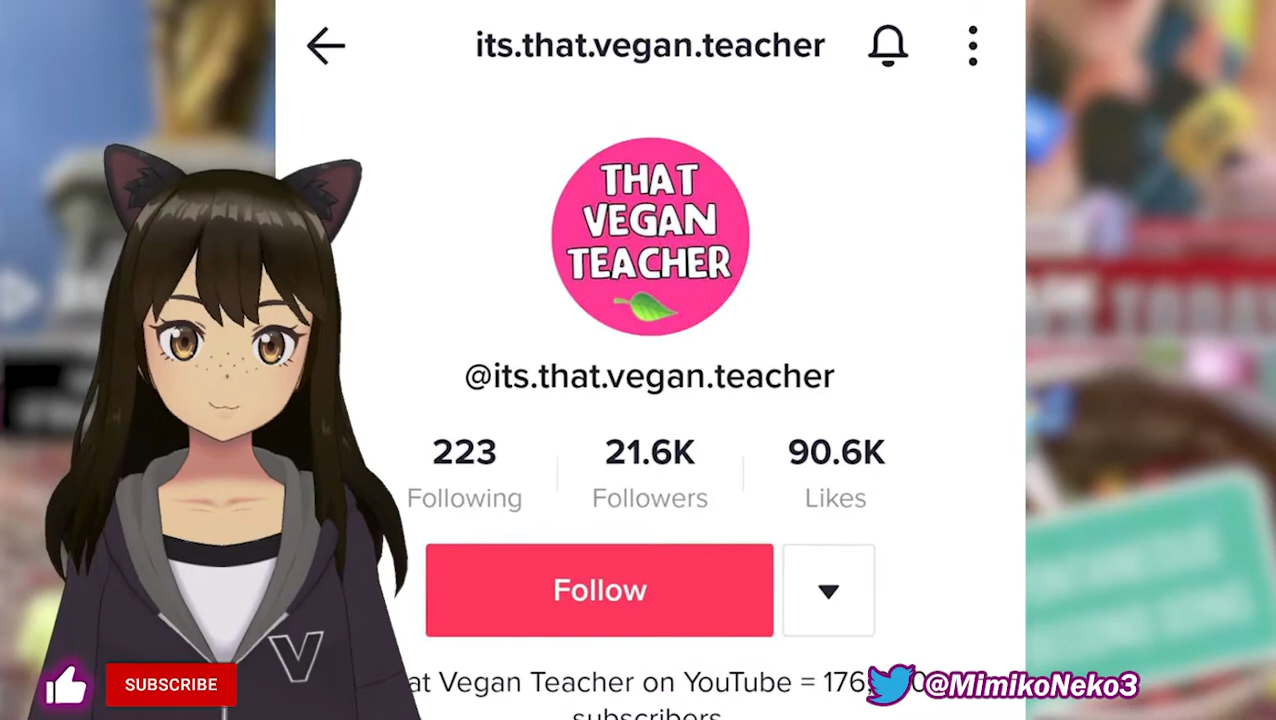 its.that.vegan.teacher
THAT
VEGAN
TEACHER
@its.that.vegan.teacher
223
21.6K
90.6K
Following
Followers
Likes
Follow
V
at Vegan Teacher on YouTube = 176
subscribers
SUBSCRIBE
@MimikoNeko3